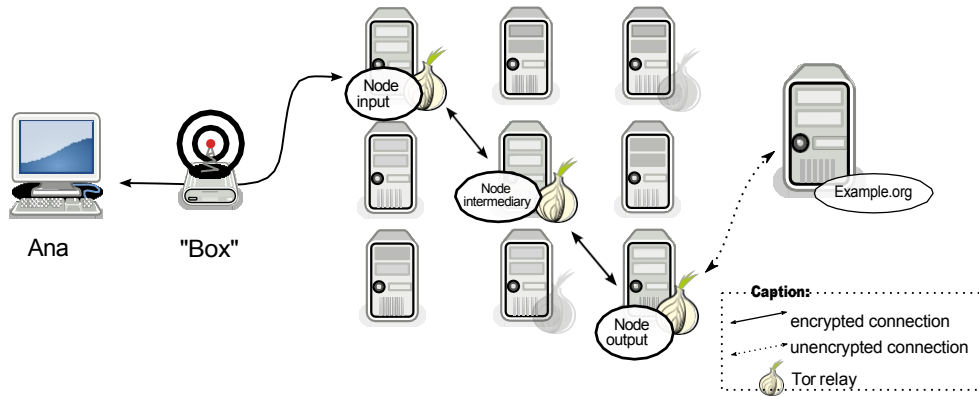 Node
input
Node
intermediary
Example.org
Ana
"Box"
Node
output
Caption:
encrypted connection
unencrypted connection
Tor relay